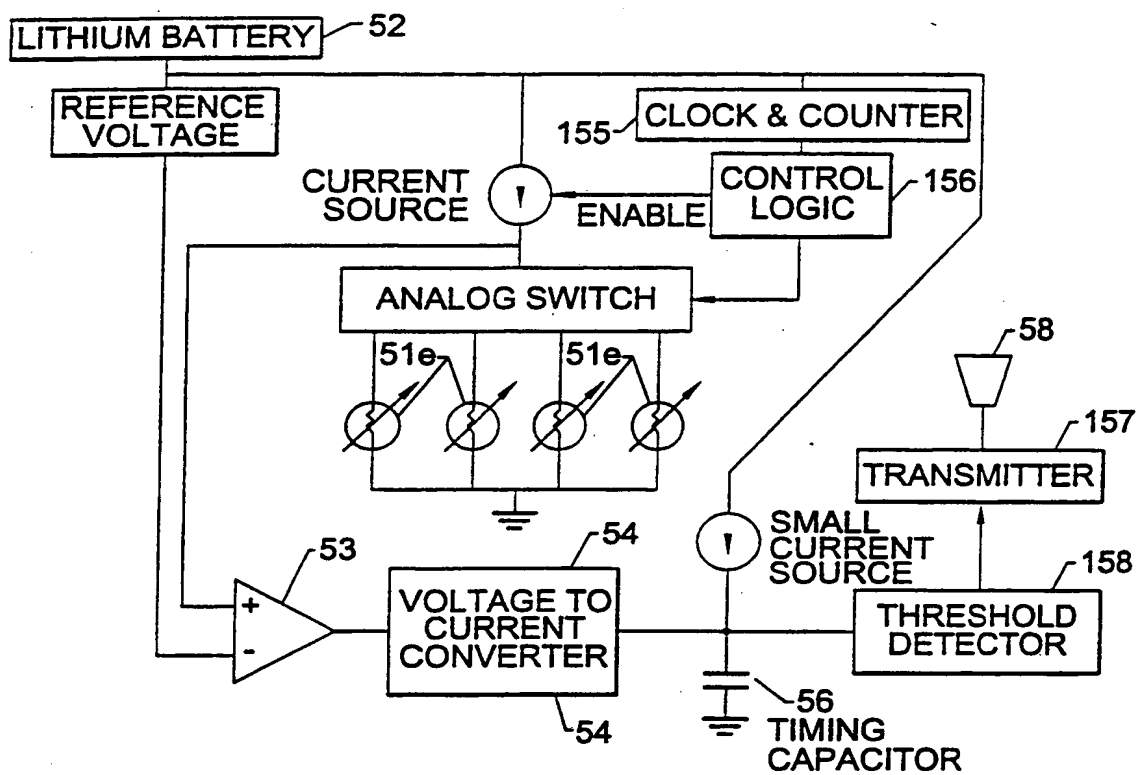 LITHIUM BATTERY
52
REFERENCE
VOLTAGE
155
CLOCK & COUNTER
CURRENT
SOURCE
ENABLE
CONTROL
LOGIC
156
ANALOG SWITCH
51e
51e
58
157
TRANSMITTER
SMALL
CURRENT
SOURCE
53
+
-
54
VOLTAGE TO
CURRENT
CONVERTER
54
158
THRESHOLD
DETECTOR
56
TIMING
CAPACITOR